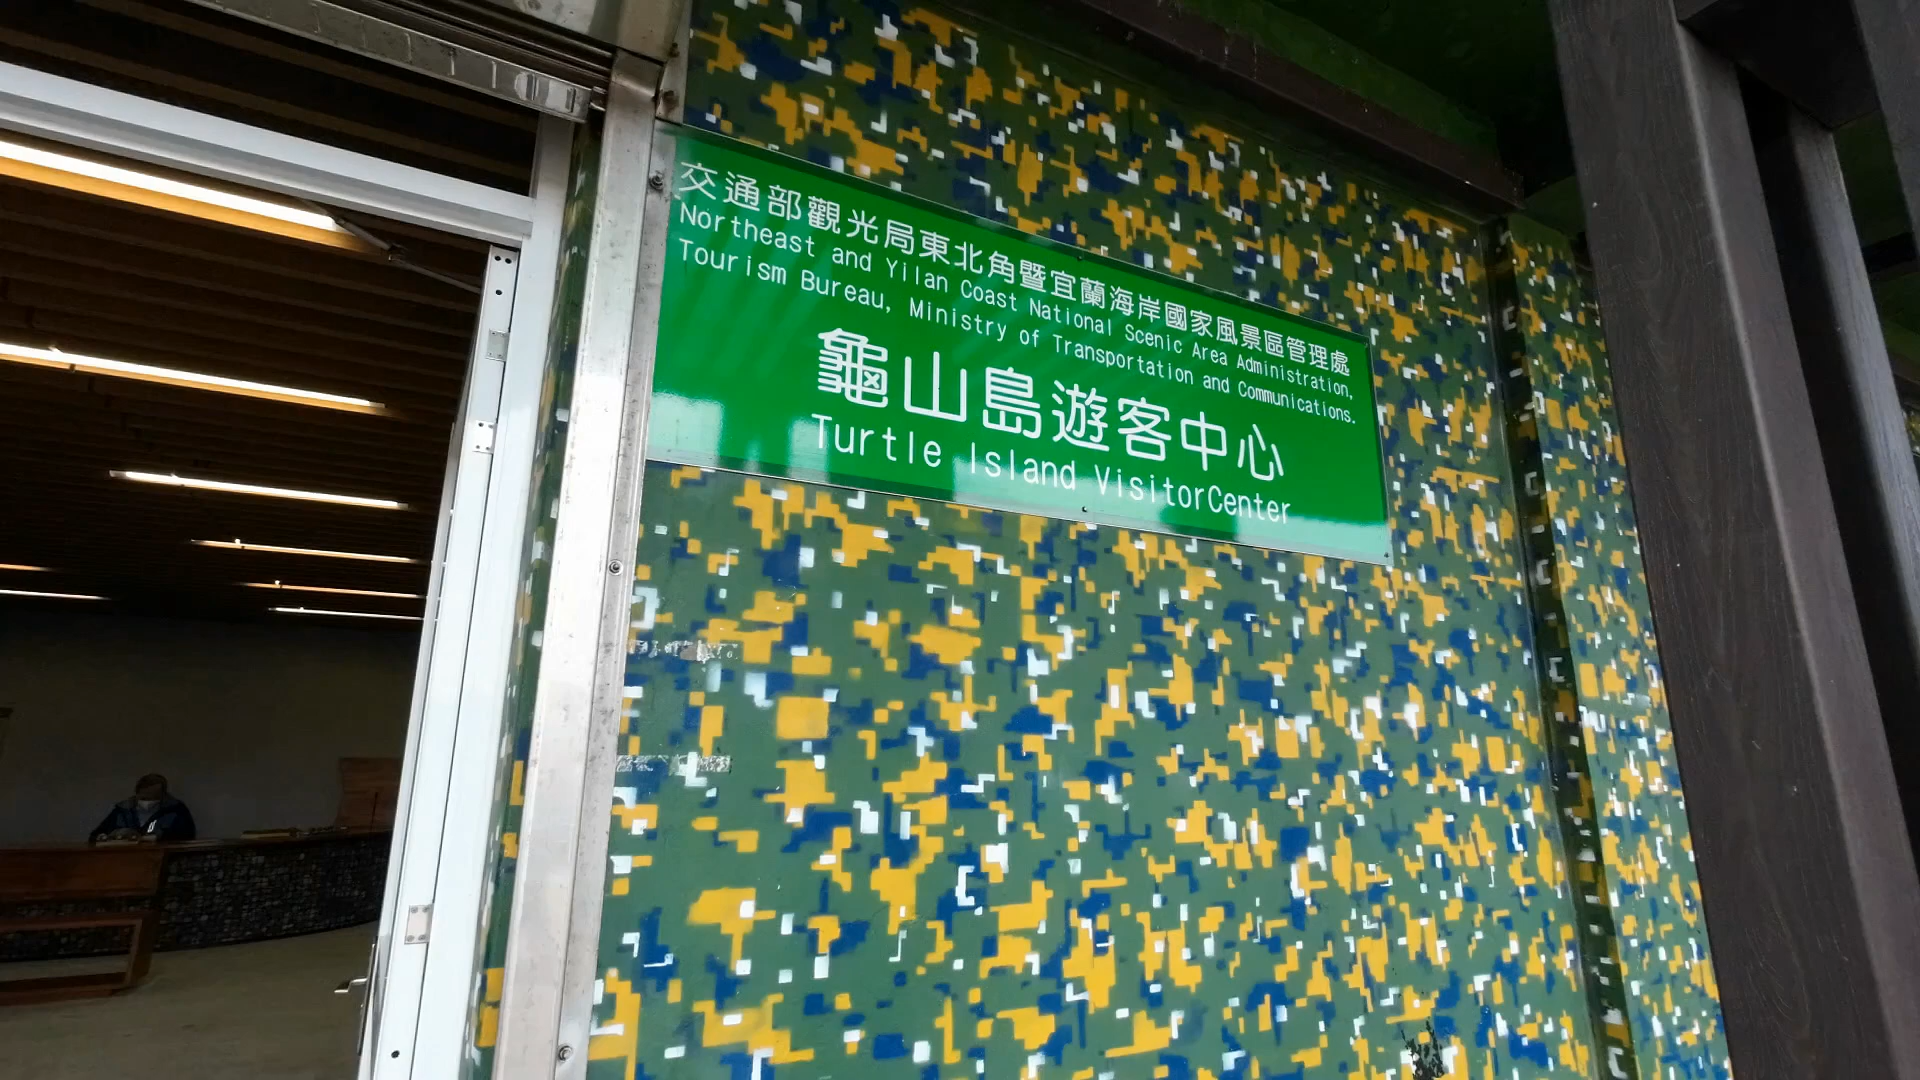 交通部觀光局東北角暨宜蘭海岸國家風景區管理處
Northeast and Yilan Coast National Scenic Area Administration,
Tourism Bureau, Ministry of Transportation and Communications.
龜山島遊客中心
Turtle Island VisitorCenter